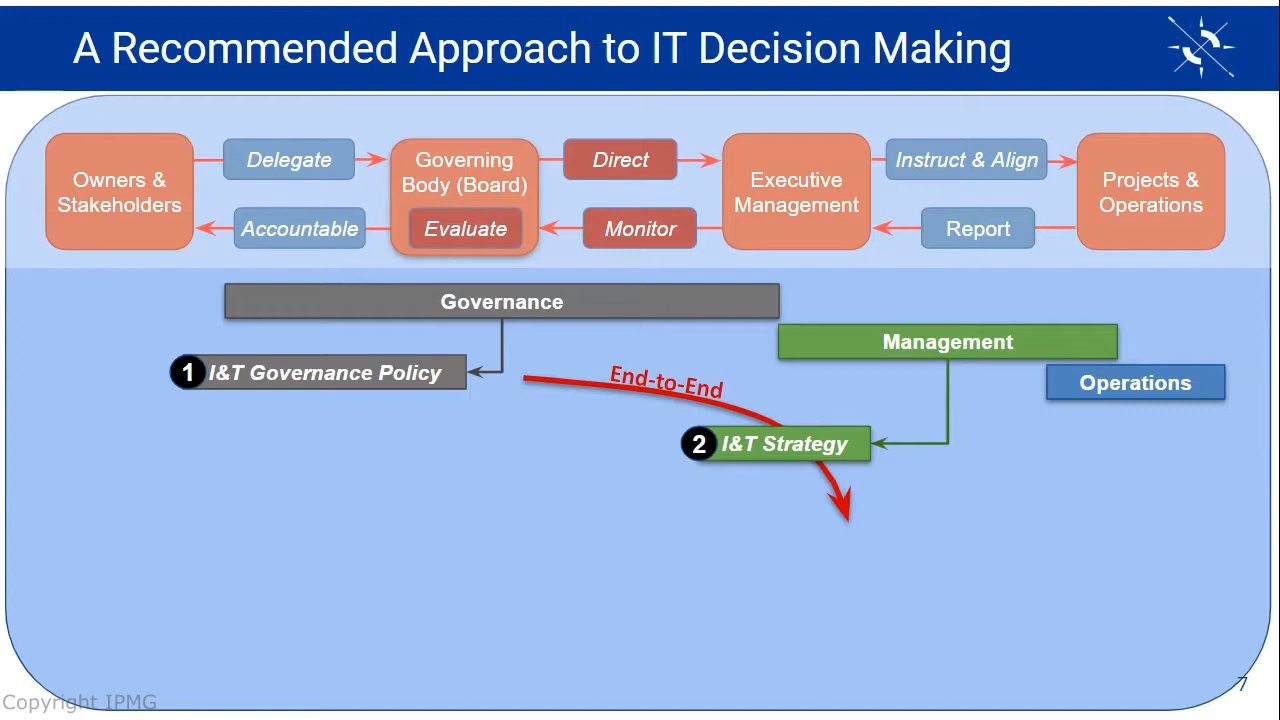 A Recommended Approach to IT Decision Making
Owners &
Stakeholders
Delegate
Accountable
Governing
Body (Board)
Evaluate
Direct
Monitor
Executive
Management
Instruct & Align
Report
Projects &
Operations
Governance
Management
Operations
1 I&T Governance Policy
End-to-End
2 I&T Strategy
Copyright IPMG
7